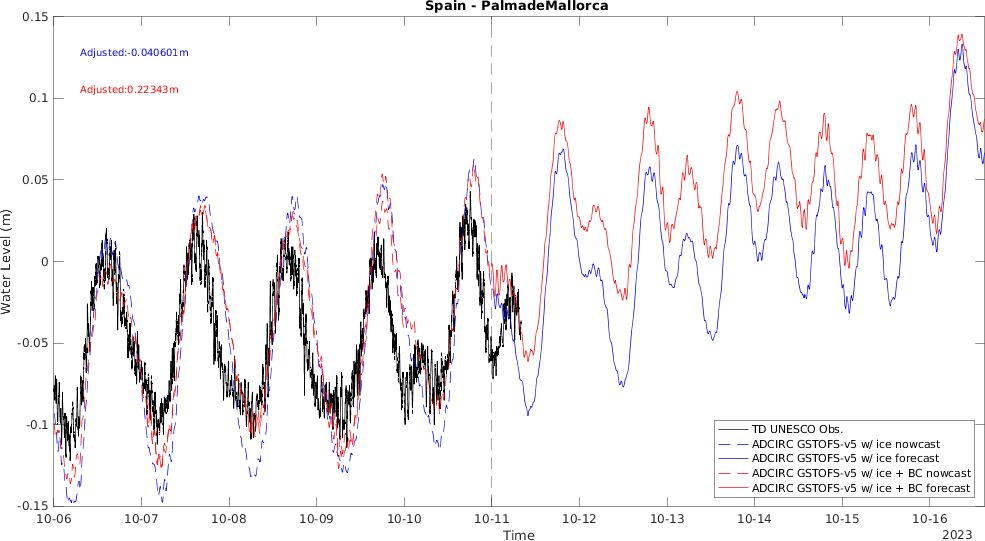 Spain - PalmadeMallorca
Adjusted:-0.040601m
Adjusted:0.22343m
Water Level (m)
0.15
0.1
0.05
0
-0.05
-0.1
-0.15
TD UNESCO Obs.
ADCIRC GSTOFS-v5 w/ ice nowcast
ADCIRC GSTOFS-v5 w/ ice forecast
ADCIRC GSTOFS-v5 w/ ice + BC nowcast
ADCIRC GSTOFS-v5 w/ ice + BC forecast
10-06 10-07 10-08 10-09 10-10 10-11 10-12 10-13 10-14 10-15 10-16
Time
2023